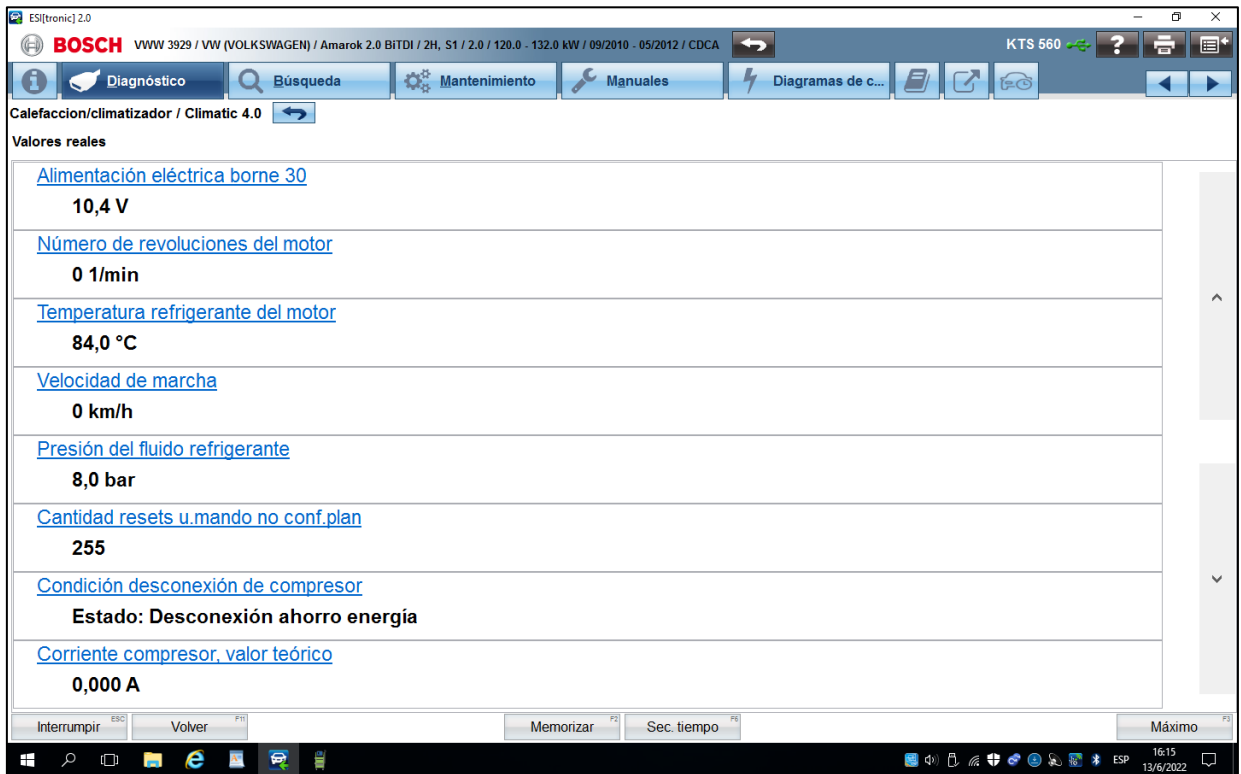 ESI[tronic] 2.0
BOSCH VWW 3929 / VW (VOLKSWAGEN) / Amarok 2.0 BiTDI / 2H, S1 / 2.0 / 120.0 - 132.0 kW / 09/2010 - 05/2012 / CDCA KTS 560 ?
i Diagnóstico Búsqueda Mantenimiento Manuales Diagramas de c...
Calefaccion/climatizador / Climatic 4.0
Valores reales
Alimentación eléctrica borne 30
10,4 V
Número de revoluciones del motor
0 1/min
Temperatura refrigerante del motor
84,0 °C
Velocidad de marcha
0 km/h
Presión del fluido refrigerante
8,0 bar
Cantidad resets u.mando no conf.plan
255
Condición desconexión de compresor
Estado: Desconexión ahorro energía
Corriente compresor, valor teórico
0,000 A
Interrumpir ESC Volver F11 Memorizar F2 Sec. tiempo F6 Máximo F3
ESP 16:15
13/6/2022